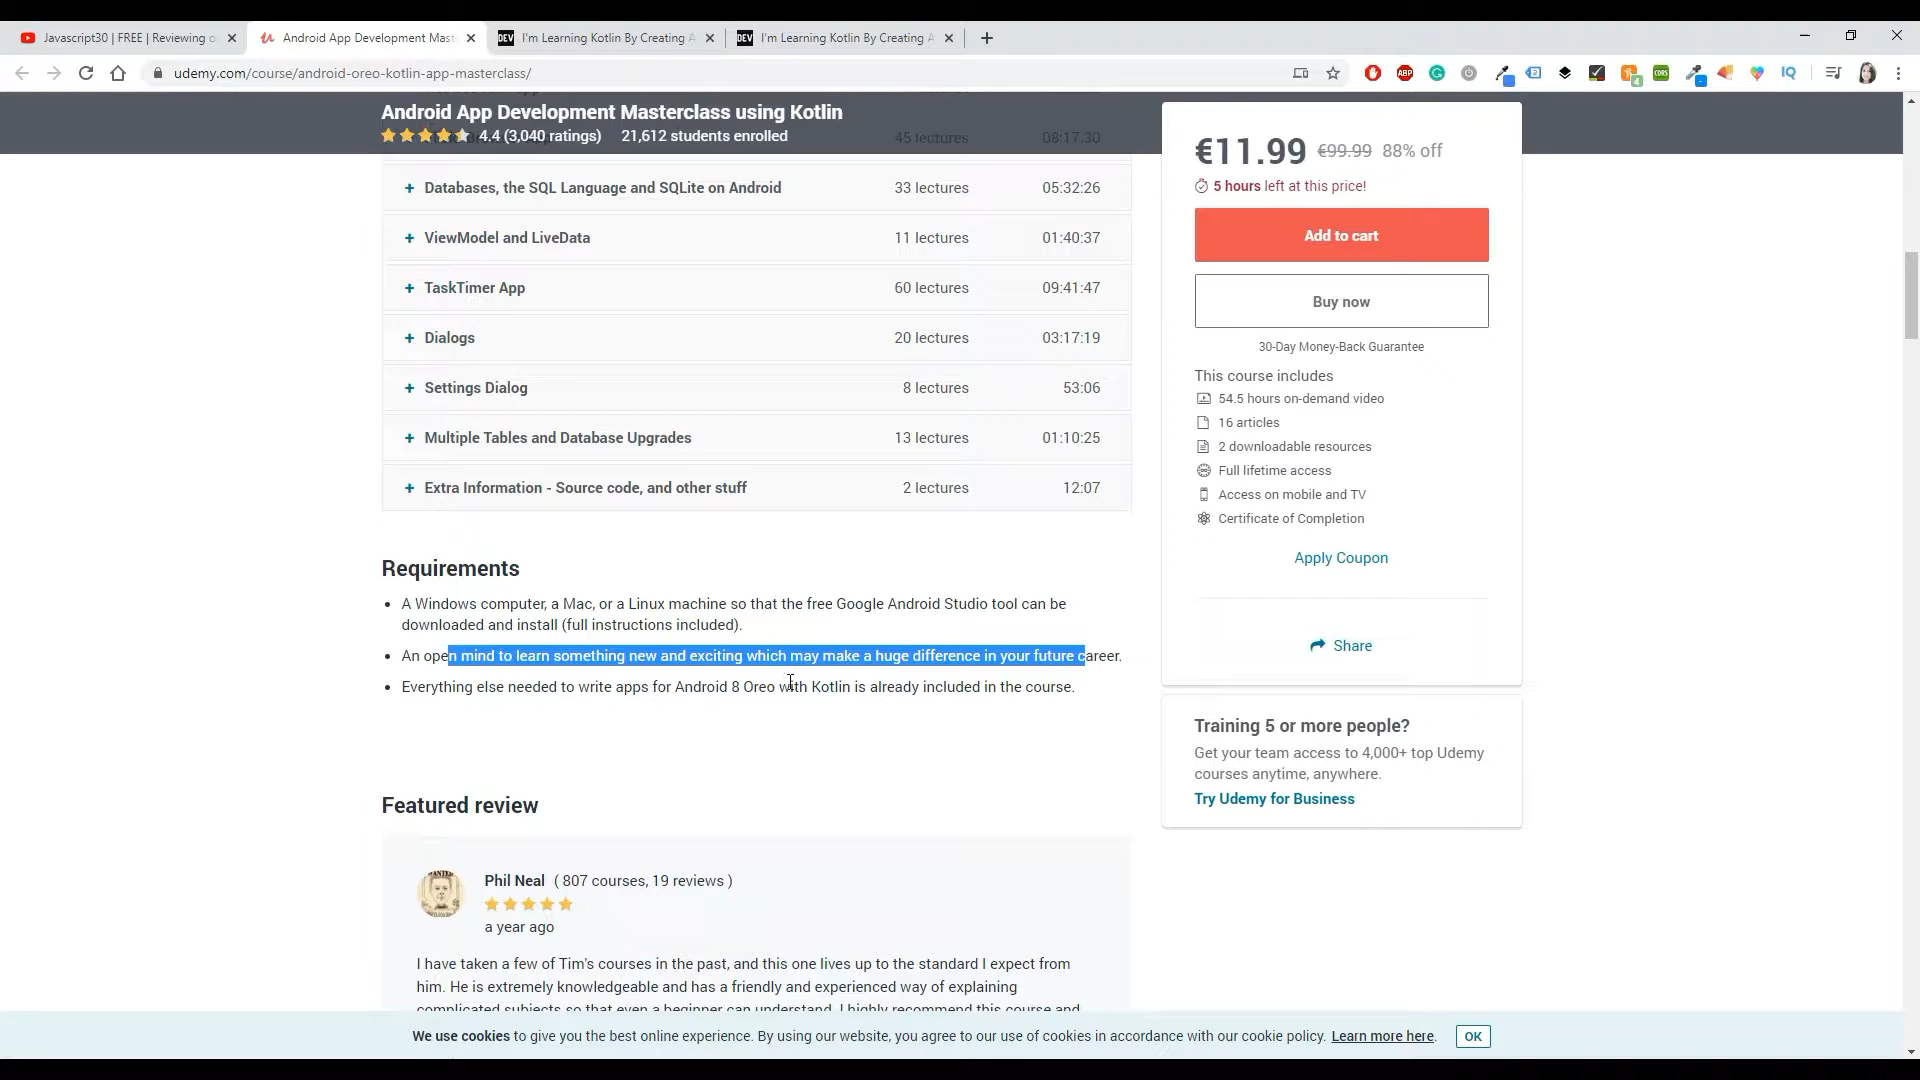 Javascript30 | FREE | Reviewing o
Android App Development Mast
I'm Learning Kotlin By Creating A
I'm Learning Kotlin By Creating A
udemy.com/course/android-oreo-kotlin-app-masterclass/
Android App Development Masterclass using Kotlin
4.4 (3,040 ratings) 21,612 students enrolled
45 lectures 08:17:30
Databases, the SQL Language and SQLite on Android 33 lectures 05:32:26
ViewModel and LiveData 11 lectures 01:40:37
TaskTimer App 60 lectures 09:41:47
Dialogs 20 lectures 03:17:19
Settings Dialog 8 lectures 53:06
Multiple Tables and Database Upgrades 13 lectures 01:10:25
Extra Information - Source code, and other stuff 2 lectures 12:07
Requirements
A Windows computer, a Mac, or a Linux machine so that the free Google Android Studio tool can be
downloaded and install (full instructions included).
An open mind to learn something new and exciting which may make a huge difference in your future career.
Everything else needed to write apps for Android 8 Oreo with Kotlin is already included in the course.
Featured review
Phil Neal ( 807 courses, 19 reviews )
a year ago
I have taken a few of Tim's courses in the past, and this one lives up to the standard I expect from
him. He is extremely knowledgeable and has a friendly and experienced way of explaining
complicated subjects so that even a beginner can understand. I highly recommend this course and
€11.99 €99.99 88% off
5 hours left at this price!
Add to cart
Buy now
30-Day Money-Back Guarantee
This course includes
54.5 hours on-demand video
16 articles
2 downloadable resources
Full lifetime access
Access on mobile and TV
Certificate of Completion
Apply Coupon
Share
Training 5 or more people?
Get your team access to 4,000+ top Udemy
courses anytime, anywhere.
Try Udemy for Business
We use cookies to give you the best online experience. By using our website, you agree to our use of cookies in accordance with our cookie policy. Learn more here. OK